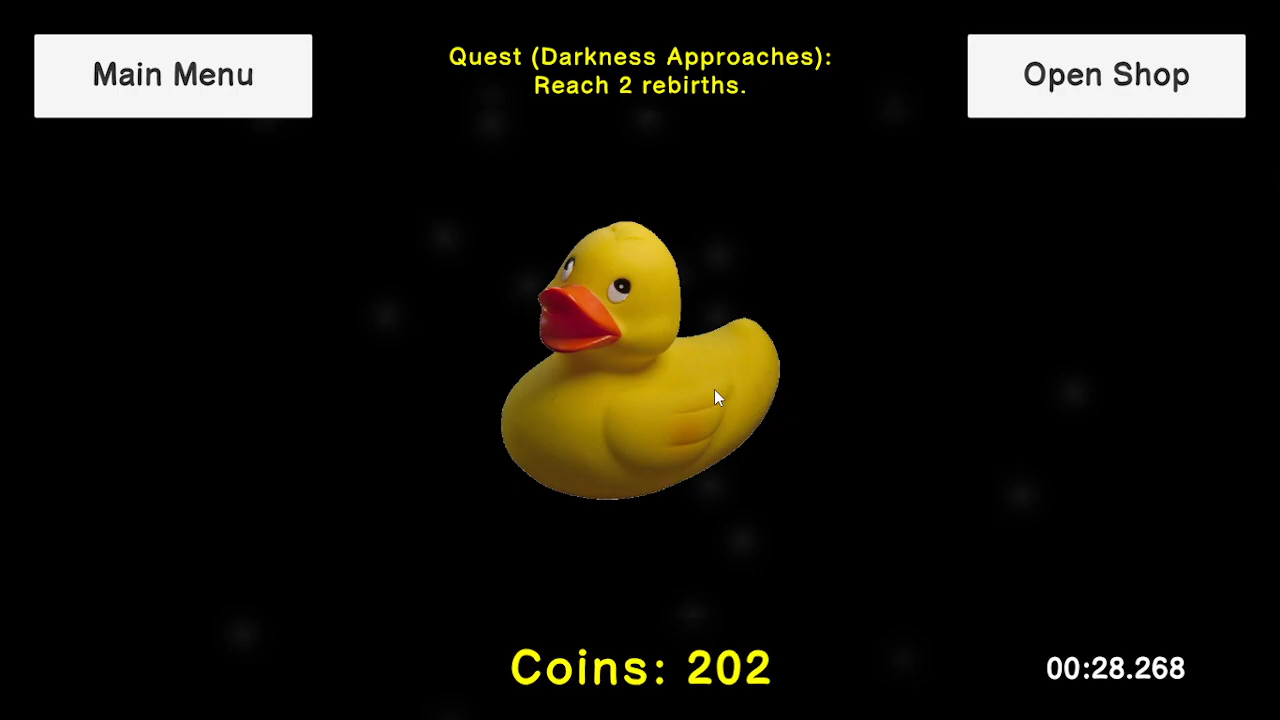 Main Menu
Quest (Darkness Approaches):
Reach 2 rebirths.
Open Shop
Coins: 202
00:28.268